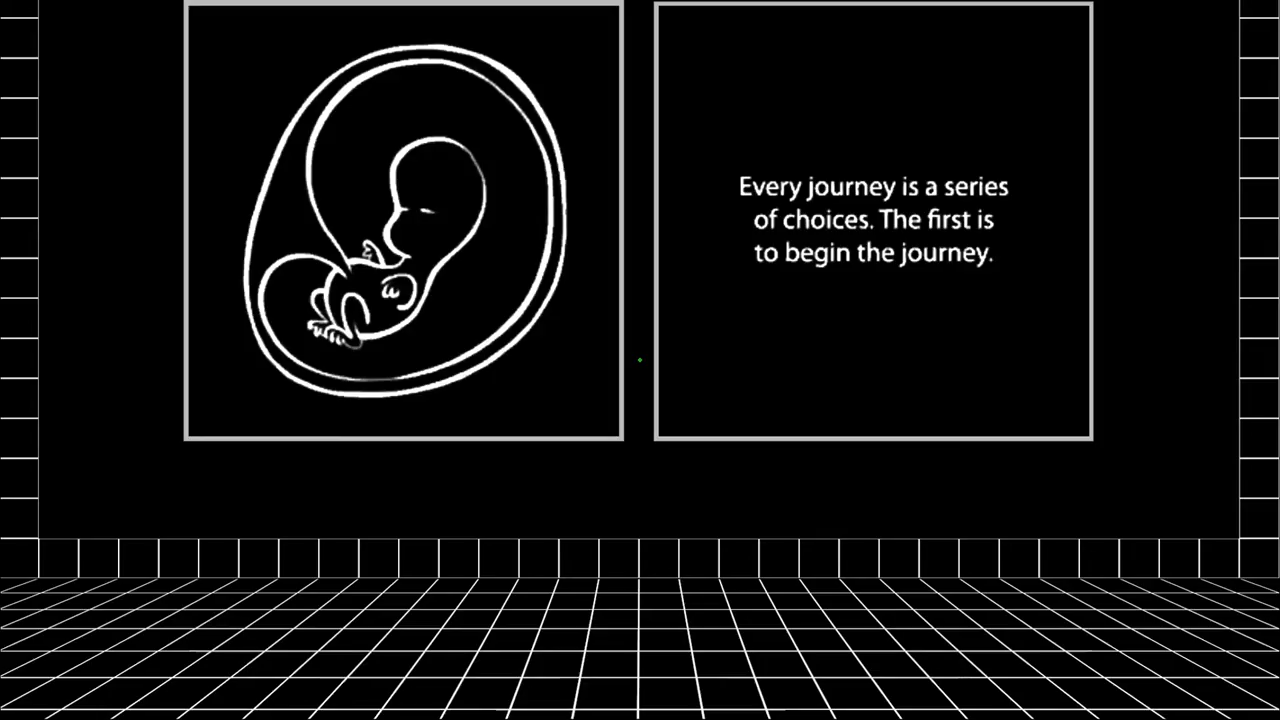 Every journey is a series
of choices. The first is
to begin the journey.